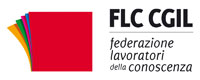 FLC CGIL
federazione
lavoratori
della conoscenza